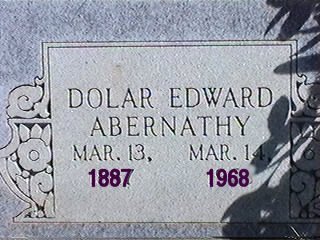 DOLAR EDWARD
ABERNATHY
MAR. 13, MAR. 14,
1887 1968